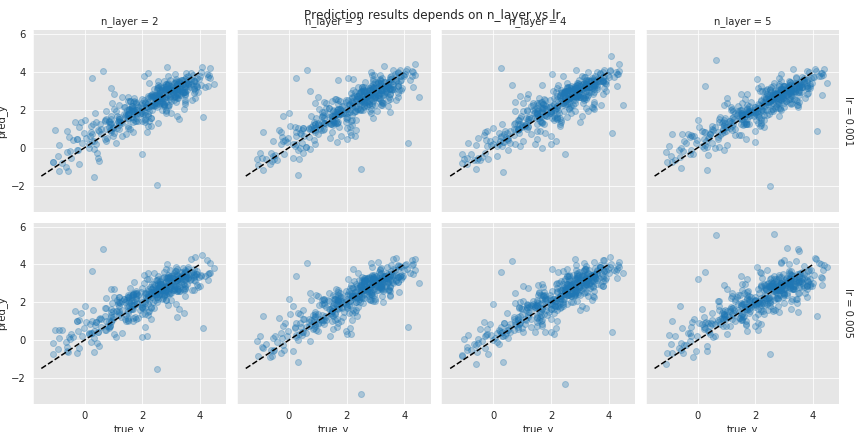 Prediction results depends on n_layer vs lr
n_layer = 2
n_layer = 3
n_layer = 4
n_layer = 5
6
4
2
0
−2
pred_y
lr = 0.001
6
4
2
0
−2
pred_y
lr = 0.005
0 2 4
0 2 4
0 2 4
0 2 4
true_y
true_y
true_y
true_y